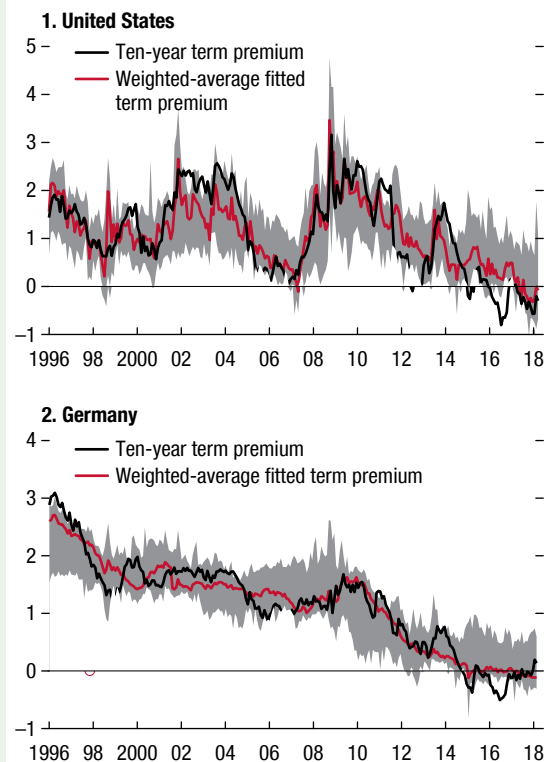 1. United States
5
Ten-year term premium
Weighted-average fitted
term premium
4
3
2
1
0
–1
1996 98 2000 02 04 06 08 10 12 14 16 18
2. Germany
4
Ten-year term premium
Weighted-average fitted term premium
3
2
1
0
–1
1996 98 2000 02 04 06 08 10 12 14 16 18